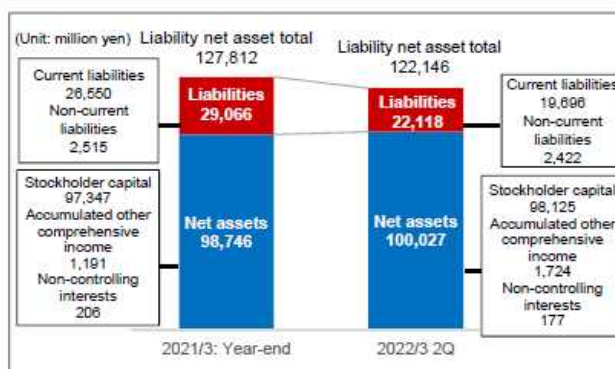 (Unit: million yen)
Liability net asset total
127,812
Liability net asset total
122,146
Current liabilities
26,550
Non-current
liabilities
2,515
Liabilities
29,066
Liabilities
22,118
Current liabilities
19,696
Non-current
liabilities
2,422
Stockholder capital
97,347
Accumulated other
comprehensive
income
1,191
Non-controlling
interests
206
Net assets
98,746
Net assets
100,027
Stockholder capital
98,125
Accumulated other
comprehensive
income
1,724
Non-controlling
interests
177
2021/3: Year-end
2022/3 2Q